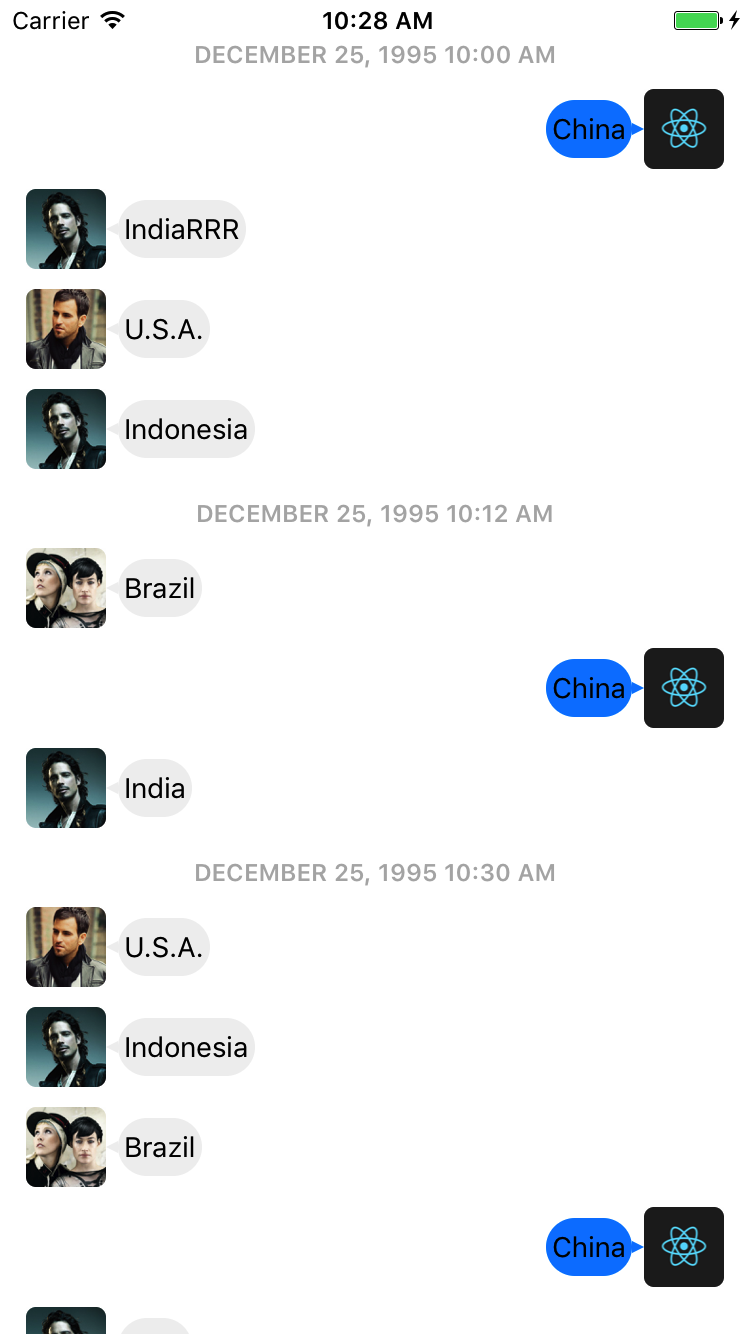 Carrier 10:28 AM
DECEMBER 25, 1995 10:00 AM
China
IndiaRRR
U.S.A.
Indonesia
DECEMBER 25, 1995 10:12 AM
Brazil
China
India
DECEMBER 25, 1995 10:30 AM
U.S.A.
Indonesia
Brazil
China